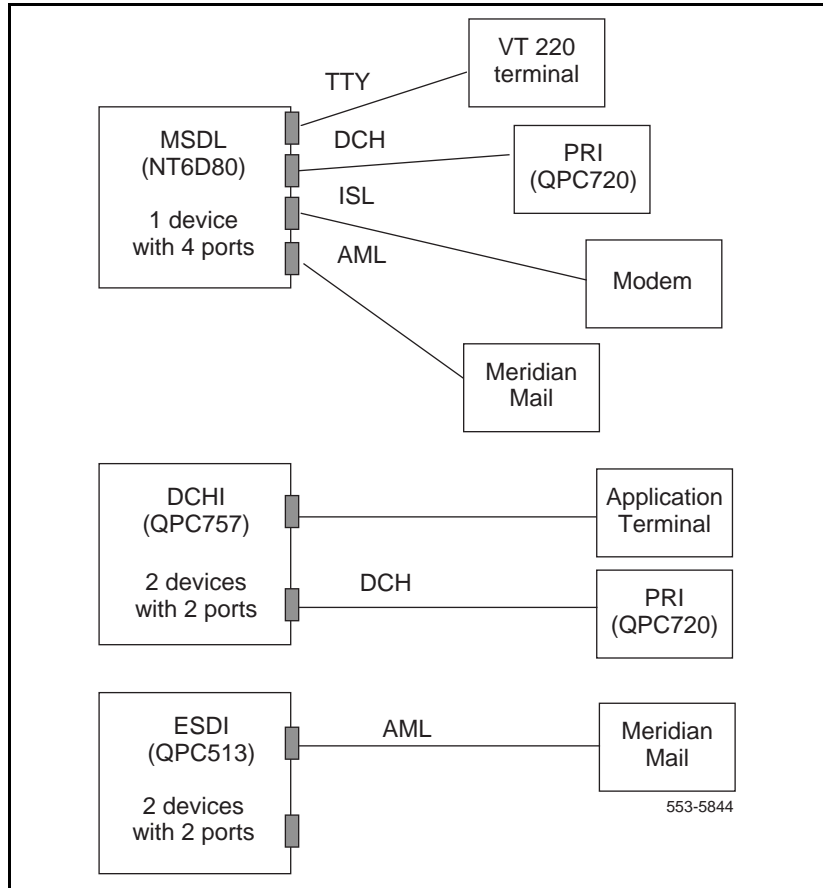 VT 220
terminal
TTY
MSDL
(NT6D80)
1 device
with 4 ports
DCH
PRI
(QPC720)
ISL
AML
Modem
Meridian
Mail
DCHI
(QPC757)
2 devices
with 2 ports
Application
Terminal
DCH
PRI
(QPC720)
ESDI
(QPC513)
2 devices
with 2 ports
AML
Meridian
Mail
553-5844